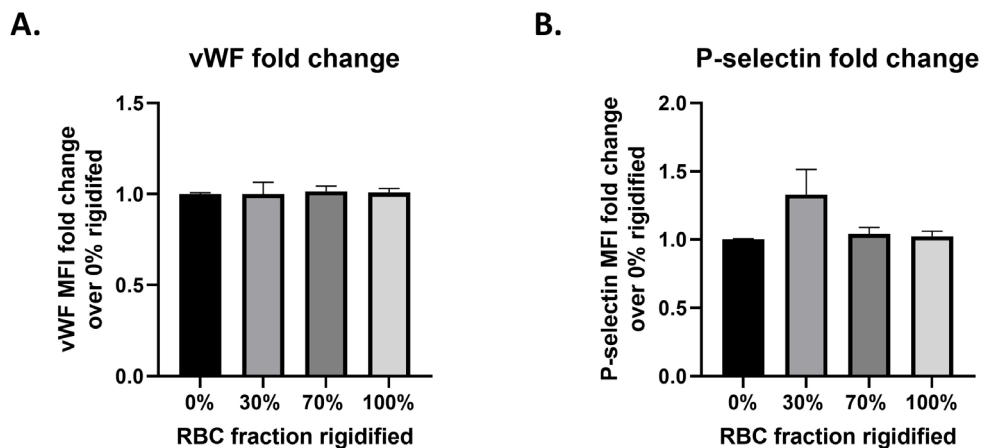 A.
vWF fold change
vWF MFI fold change
over 0% rigidifed
1.5
1.0
0.5
0.0
0%
30%
70%
100%
RBC fraction rigidified
B.
P-selectin fold change
P-selectin MFI fold change
over 0% rigidified
2.0
1.5
1.0
0.5
0.0
0%
30%
70%
100%
RBC fraction rigidified